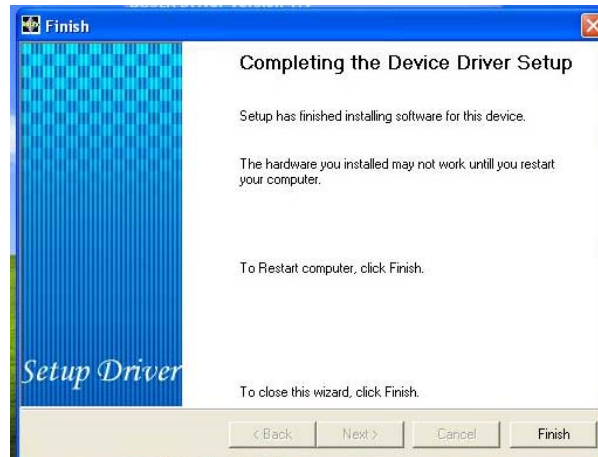 Finish
Completing the Device Driver Setup
Setup has finished installing software for this device.
The hardware you installed may not work untill you restart
your computer.
To Restart computer, click Finish.
Setup Driver
To close this wizard, click Finish.
< Back
Next >
Cancel
Finish